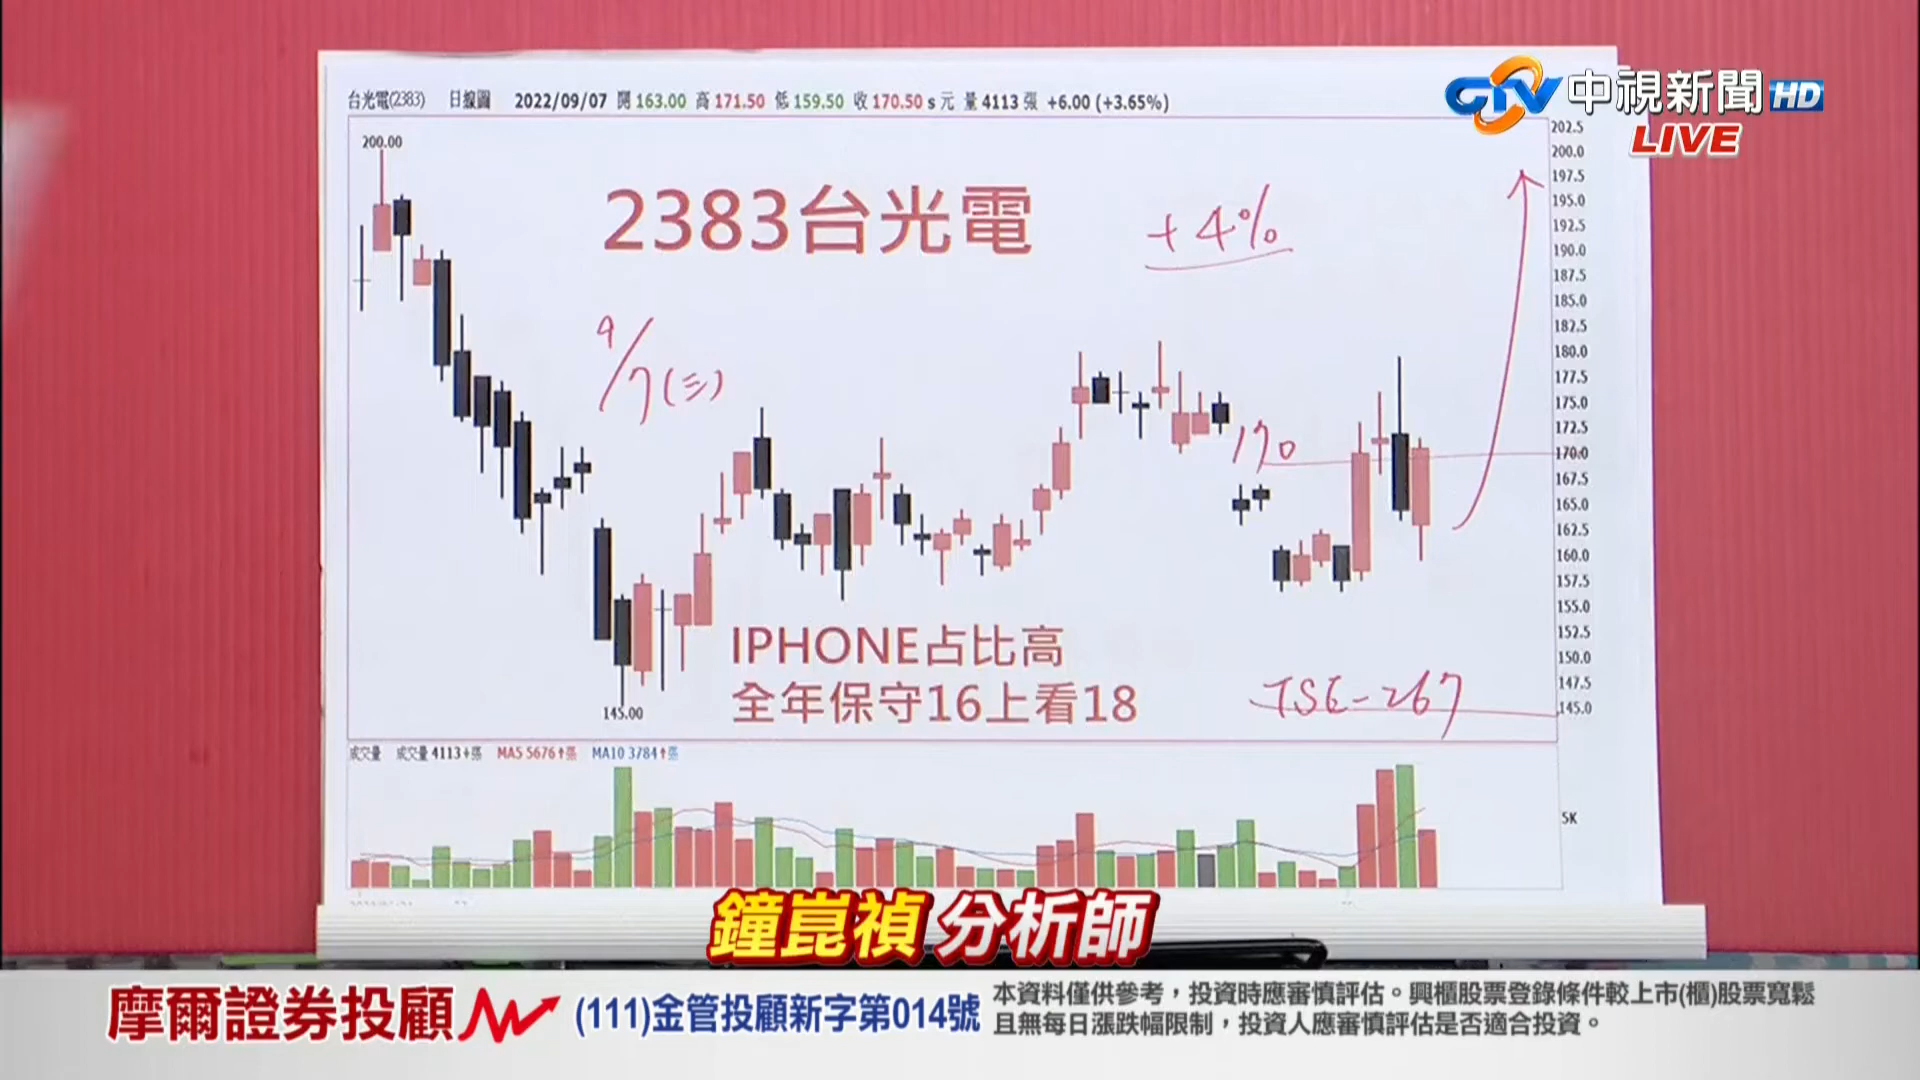 CTV中視新聞HD
LIVE
台光電(2383) 日線圖 2022/09/07 開 163.00 高 171.50 低 159.50 收 170.50 s 元 量 4113 張 +6.00 (+3.65%)
200.00
2383台光電
+4%
9/7(三)
170
IPHONE占比高
全年保守16上看18
TSE-267
145.00
202.5
200.0
197.5
195.0
192.5
190.0
187.5
185.0
182.5
180.0
177.5
175.0
172.5
170.0
167.5
165.0
162.5
160.0
157.5
155.0
152.5
150.0
147.5
145.0
成交量 成交量 4113↓張 MA5 5676↑張 MA10 3784↑張
5K
鐘崑禎 分析師
摩爾證券投顧
(111)金管投顧新字第014號
本資料僅供參考，投資時應審慎評估。興櫃股票登錄條件較上市(櫃)股票寬鬆
且無每日漲跌幅限制，投資人應審慎評估是否適合投資。